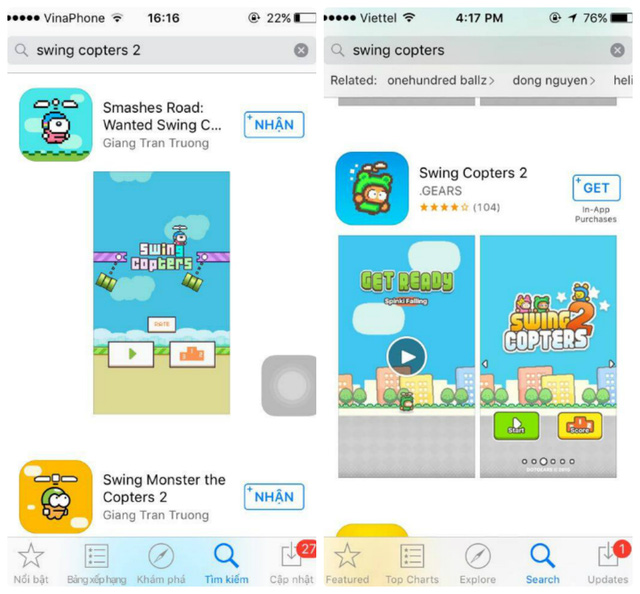 VinaPhone 16:16 22%
swing copters 2
Smashes Road:
Wanted Swing C...
Giang Tran Truong
NHẬN
Swing
Copters
RATE
Swing Monster the
Copters 2
Giang Tran Truong
NHẬN
Nổi bật Bảng xếp hạng Khám phá Tìm kiếm Cập nhật
27
Viettel 4:17 PM 76%
swing copters
Related: onehundred ballz> dong nguyen> heli
Swing Copters 2
.GEARS
(104)
GET
In-App
Purchases
GET READY
Spinki Falling
SWING
COPTERS
2
Start
Score
Featured Top Charts Explore Search Updates
1